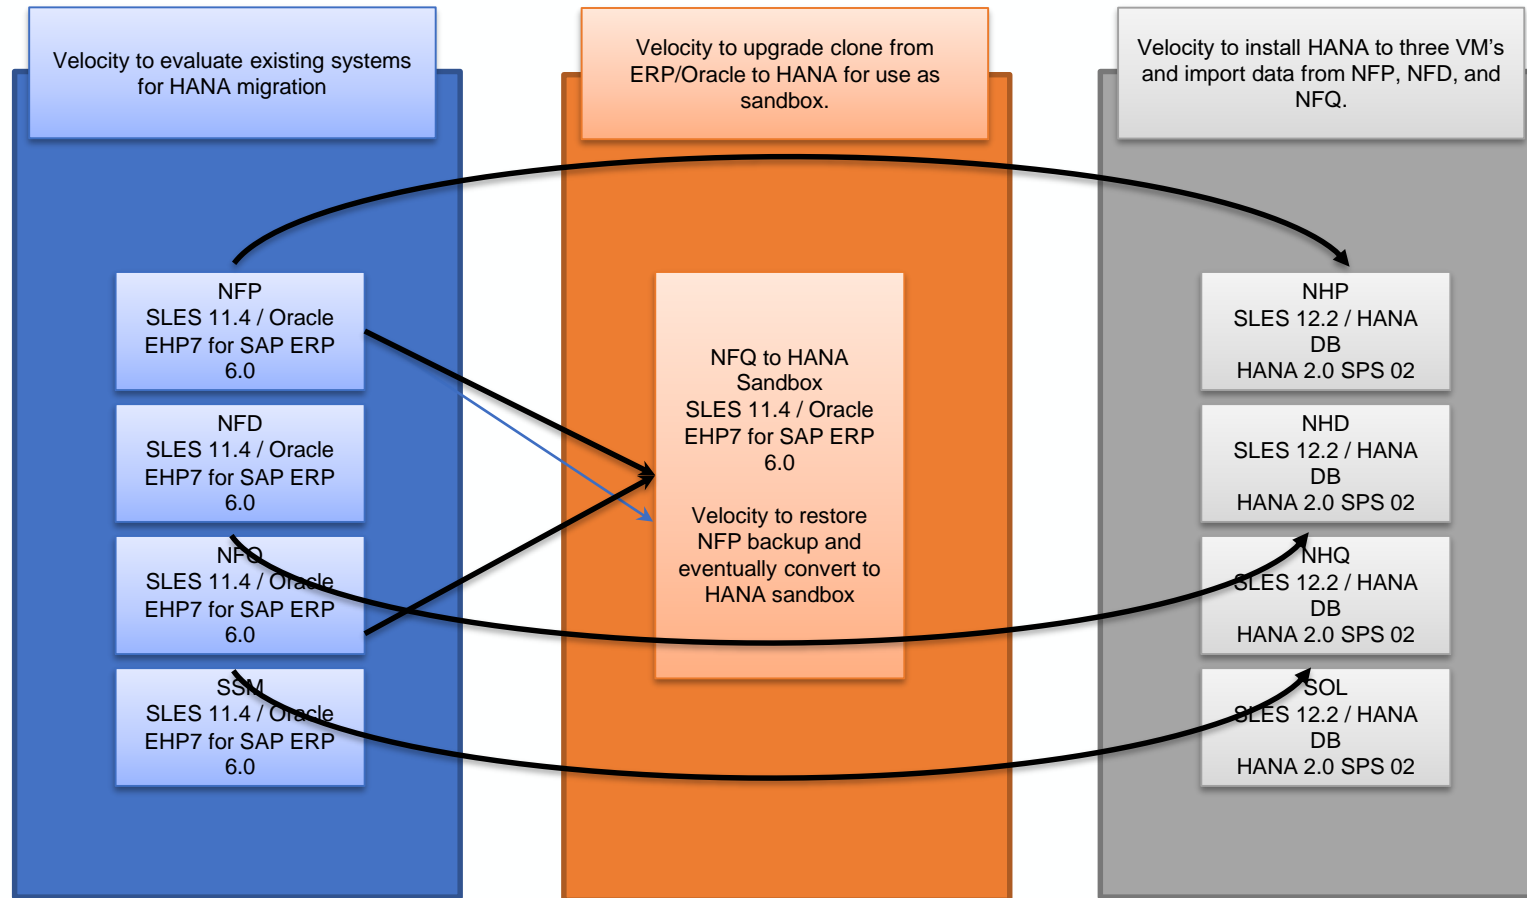 Velocity to evaluate existing systems
for HANA migration
NFP
SLES 11.4 / Oracle
EHP7 for SAP ERP
6.0
NFD
SLES 11.4 / Oracle
EHP7 for SAP ERP
6.0
NFQ
SLES 11.4 / Oracle
EHP7 for SAP ERP
6.0
SSM
SLES 11.4 / Oracle
EHP7 for SAP ERP
6.0
Velocity to upgrade clone from
ERP/Oracle to HANA for use as
sandbox.
NFQ to HANA
Sandbox
SLES 11.4 / Oracle
EHP7 for SAP ERP
6.0
Velocity to restore
NFP backup and
eventually convert to
HANA sandbox
Velocity to install HANA to three VM's
and import data from NFP, NFD, and
NFQ.
NHP
SLES 12.2 / HANA
DB
HANA 2.0 SPS 02
NHD
SLES 12.2 / HANA
DB
HANA 2.0 SPS 02
NHQ
SLES 12.2 / HANA
DB
HANA 2.0 SPS 02
SOL
SLES 12.2 / HANA
DB
HANA 2.0 SPS 02